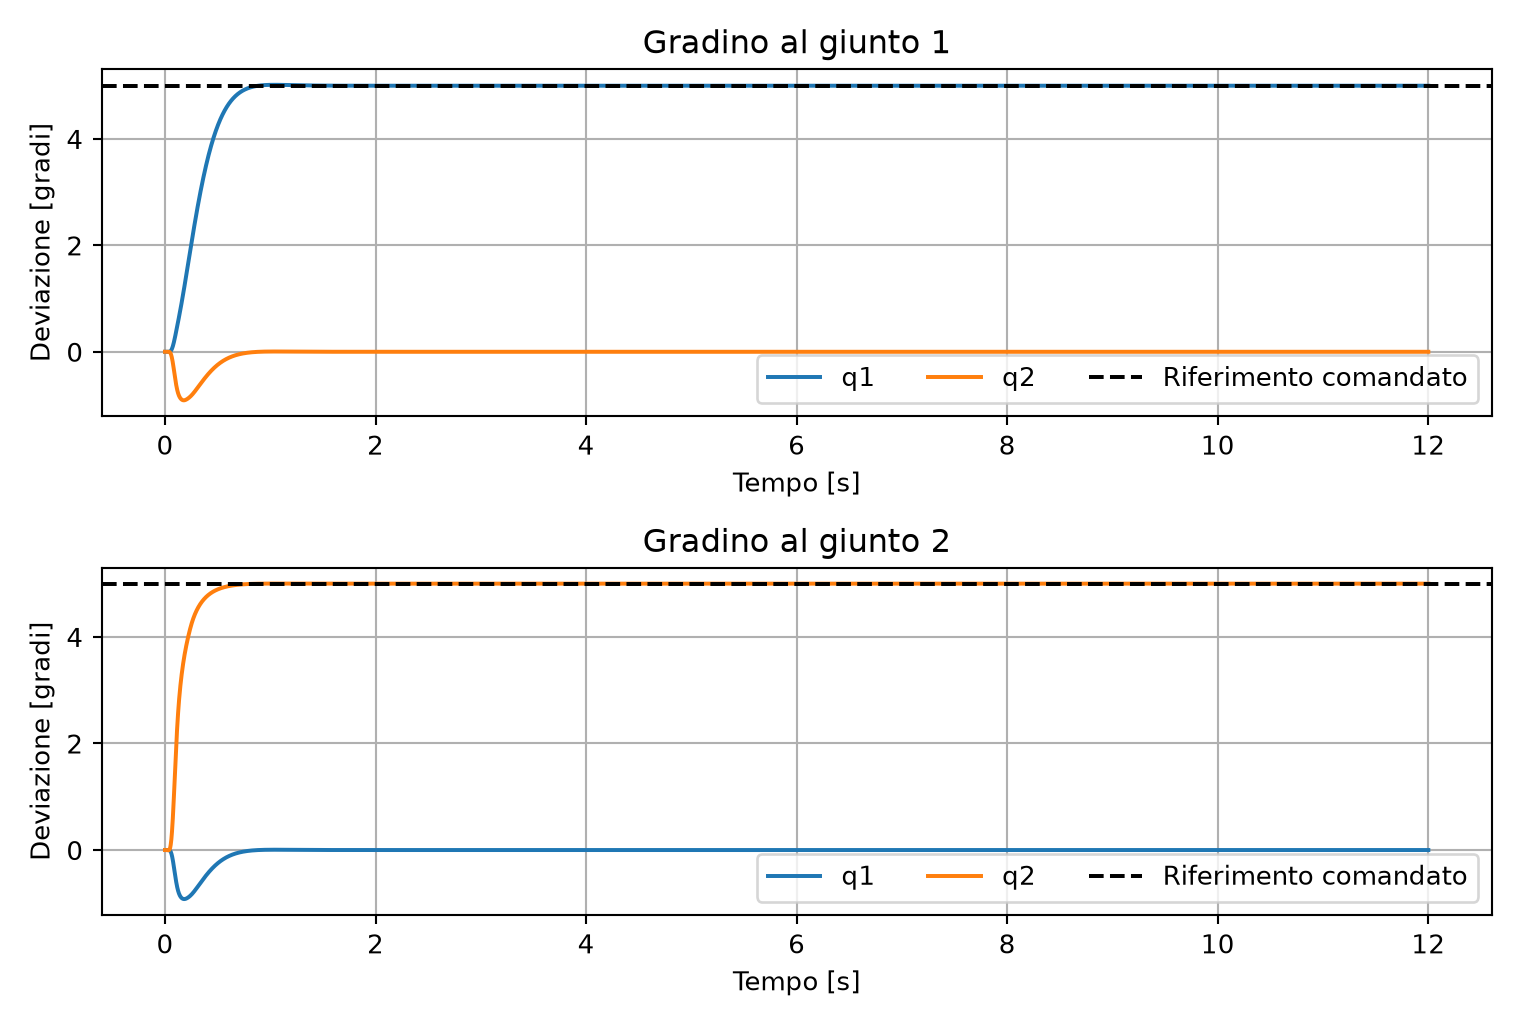 Gradino al giunto 1
Deviazione [gradi]
4
2
0
q1 q2 Riferimento comandato
0 2 4 6 8 10 12
Tempo [s]
Gradino al giunto 2
Deviazione [gradi]
4
2
0
q1 q2 Riferimento comandato
0 2 4 6 8 10 12
Tempo [s]